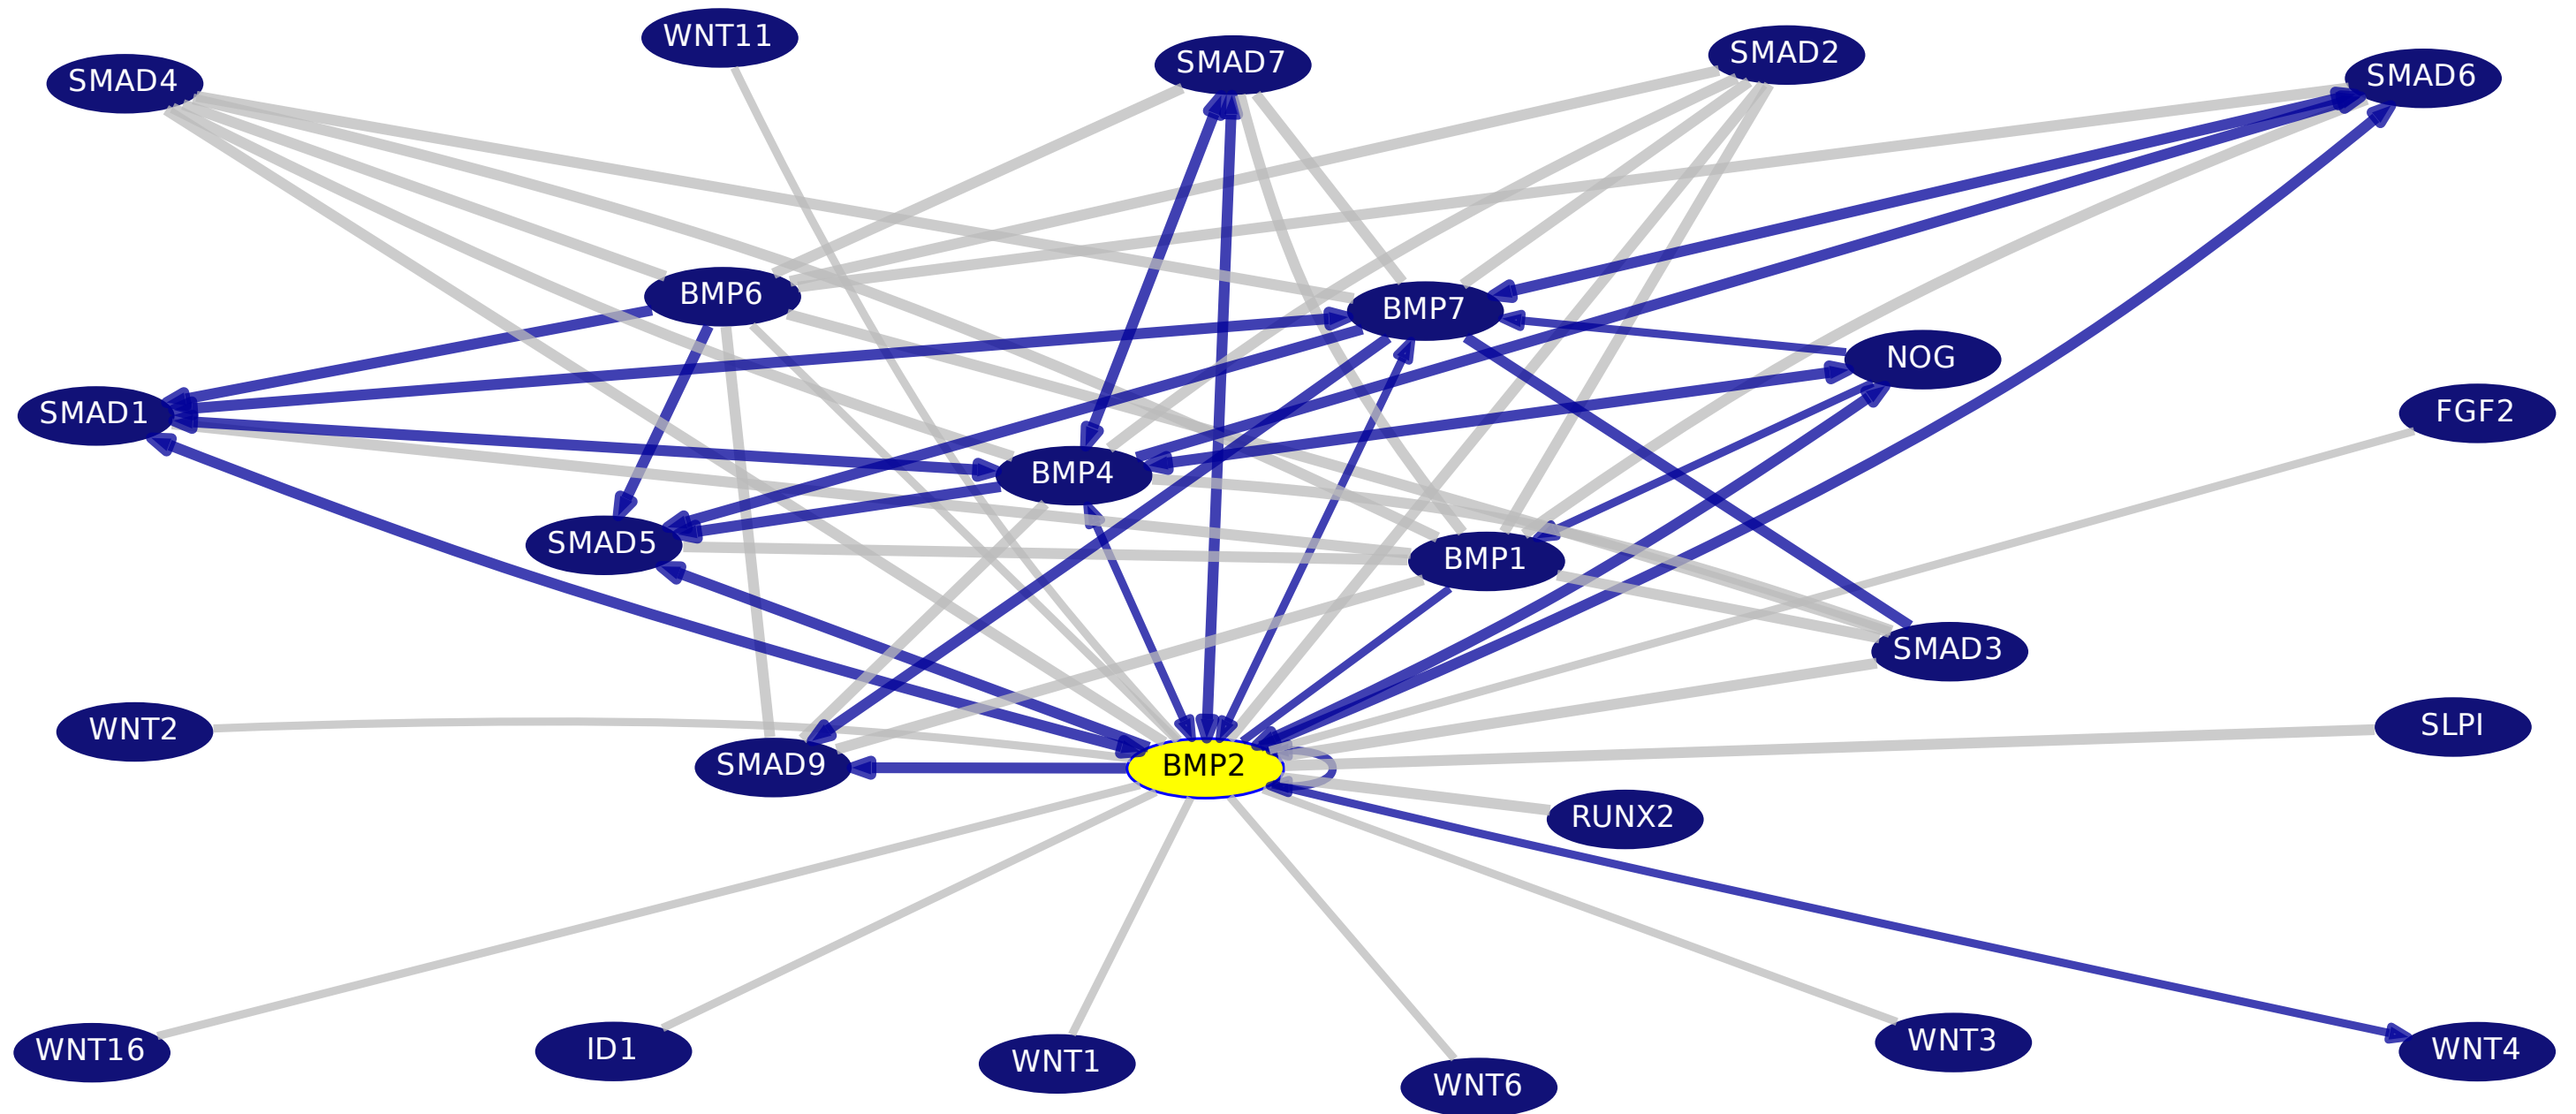 WNT11
SMAD7
SMAD2
SMAD4
SMAD6
BMP6
BMP7
NOG
SMAD1
FGF2
BMP4
SMAD5
BMP1
SMAD3
WNT2
SLPI
SMAD9
BMP2
RUNX2
WNT16
ID1
WNT1
WNT6
WNT3
WNT4